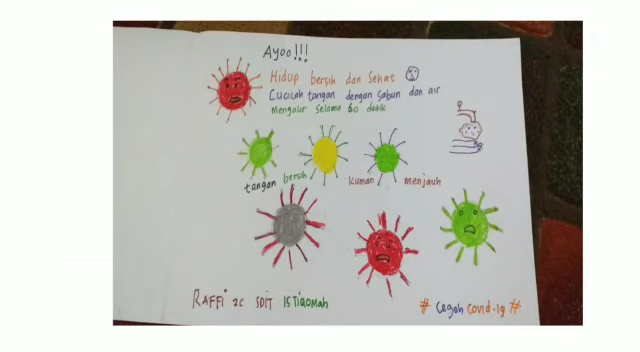 Ayoo!!!
Hidup bersih dan Sehat
Cucilah tangan dengan Sabun dan air
Mengalir Selama 60 detik
tangan bersih kuman menjauh
RAFFI 2C SDIT ISTIQOMAH
# Cegah Covid-19 #